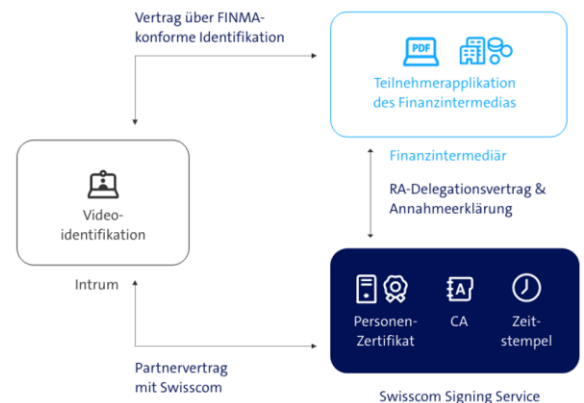 Vertrag über FINMA-
konforme Identifikation
PDF
Teilnehmerapplikation
des Finanzintermedias
Finanzintermediär
RA-Delegationsvertrag &
Annahmeerklärung
Video-
identifikation
Intrum
A
Personen-
Zertifikat
CA
Zeit-
stempel
Partnervertrag
mit Swisscom
Swisscom Signing Service